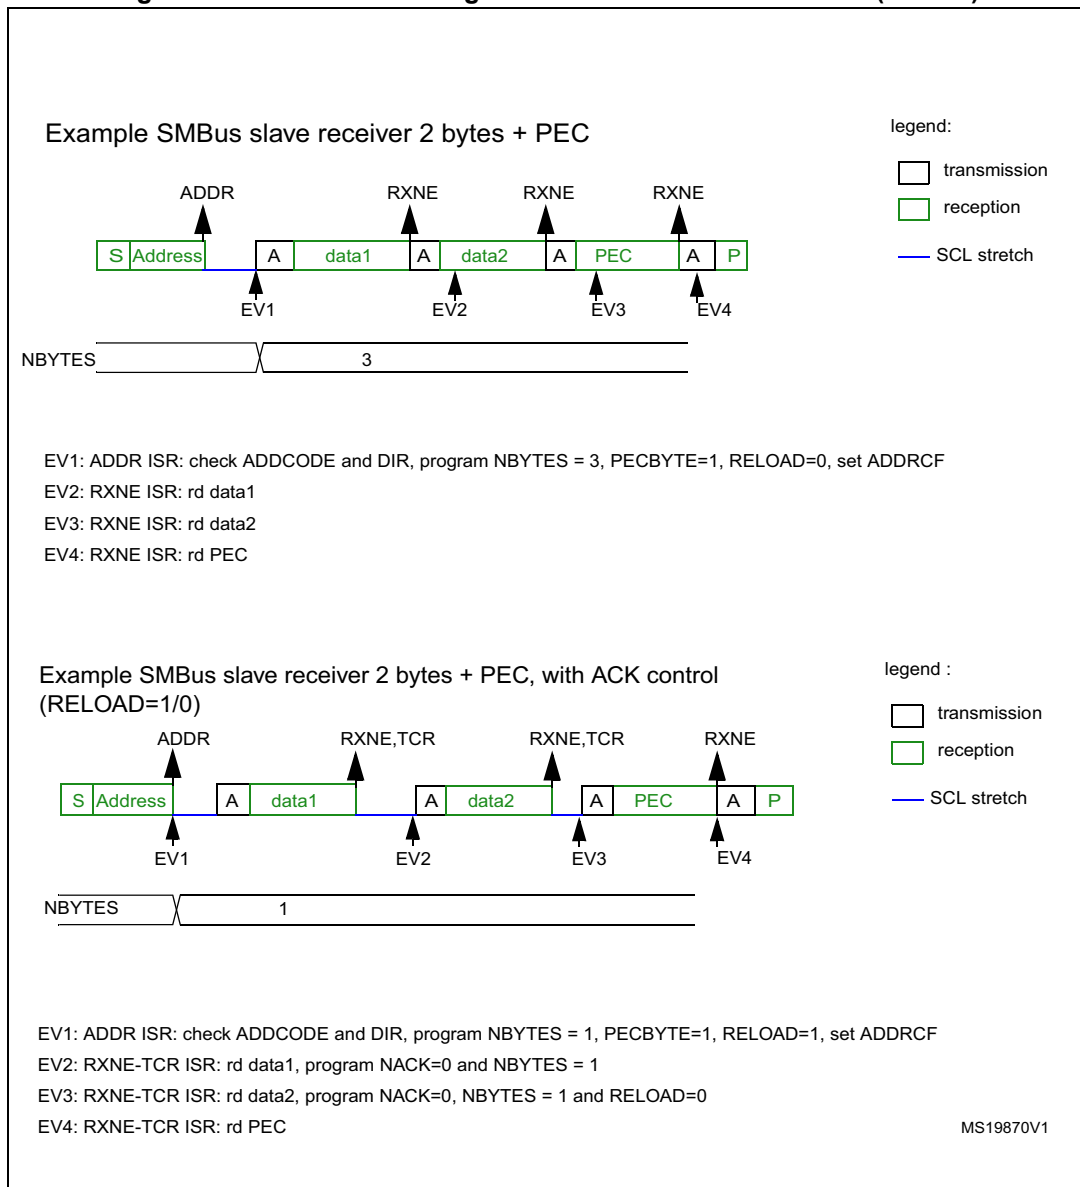 Example SMBus slave receiver 2 bytes + PEC
legend:
transmission
reception
SCL stretch
ADDR RXNE RXNE RXNE
S Address A data1 A data2 A PEC A P
EV1 EV2 EV3 EV4
NBYTES 3
EV1: ADDR ISR: check ADDCODE and DIR, program NBYTES = 3, PECBYTE=1, RELOAD=0, set ADDRCF
EV2: RXNE ISR: rd data1
EV3: RXNE ISR: rd data2
EV4: RXNE ISR: rd PEC
Example SMBus slave receiver 2 bytes + PEC, with ACK control
(RELOAD=1/0)
legend :
transmission
reception
SCL stretch
ADDR RXNE,TCR RXNE,TCR RXNE
S Address A data1 A data2 A PEC A P
EV1 EV2 EV3 EV4
NBYTES 1
EV1: ADDR ISR: check ADDCODE and DIR, program NBYTES = 1, PECBYTE=1, RELOAD=1, set ADDRCF
EV2: RXNE-TCR ISR: rd data1, program NACK=0 and NBYTES = 1
EV3: RXNE-TCR ISR: rd data2, program NACK=0, NBYTES = 1 and RELOAD=0
EV4: RXNE-TCR ISR: rd PEC
MS19870V1